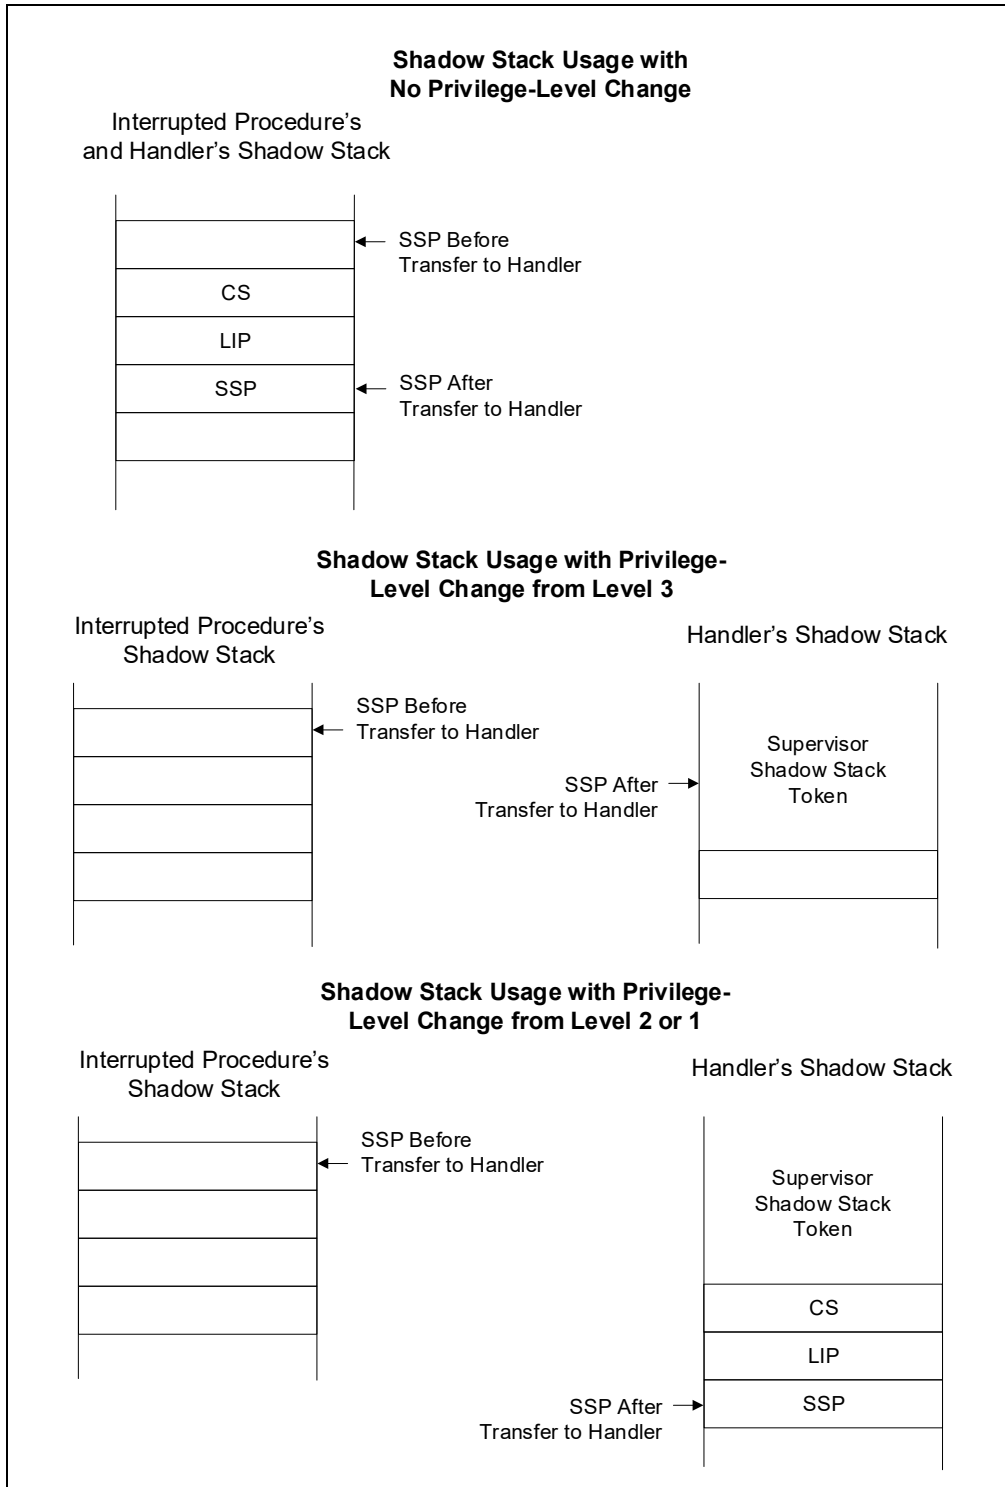 Shadow Stack Usage with
No Privilege-Level Change
Interrupted Procedure’s
and Handler’s Shadow Stack
SSP Before
Transfer to Handler
CS
LIP
SSP
SSP After
Transfer to Handler
Shadow Stack Usage with Privilege-
Level Change from Level 3
Interrupted Procedure’s
Shadow Stack
Handler’s Shadow Stack
SSP Before
Transfer to Handler
Supervisor
Shadow Stack
Token
SSP After
Transfer to Handler
Shadow Stack Usage with Privilege-
Level Change from Level 2 or 1
Interrupted Procedure’s
Shadow Stack
Handler’s Shadow Stack
SSP Before
Transfer to Handler
Supervisor
Shadow Stack
Token
CS
LIP
SSP
SSP After
Transfer to Handler